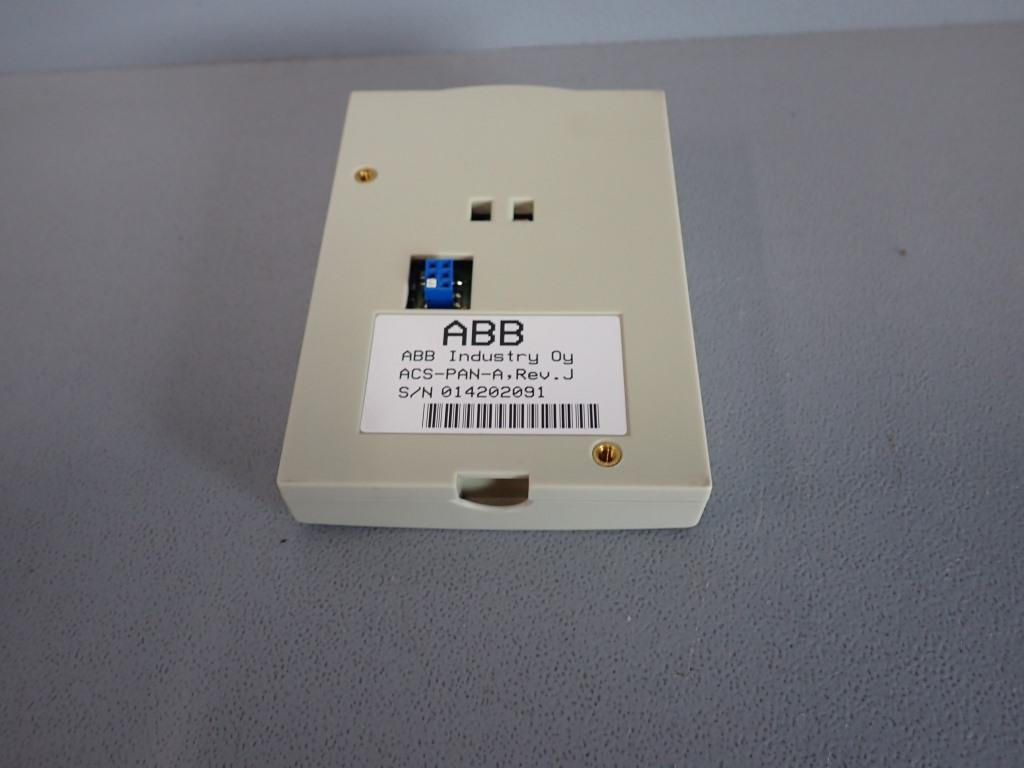 ABB
ABB Industry Oy
ACS-PAN-A,Rev.J
S/N 014202091